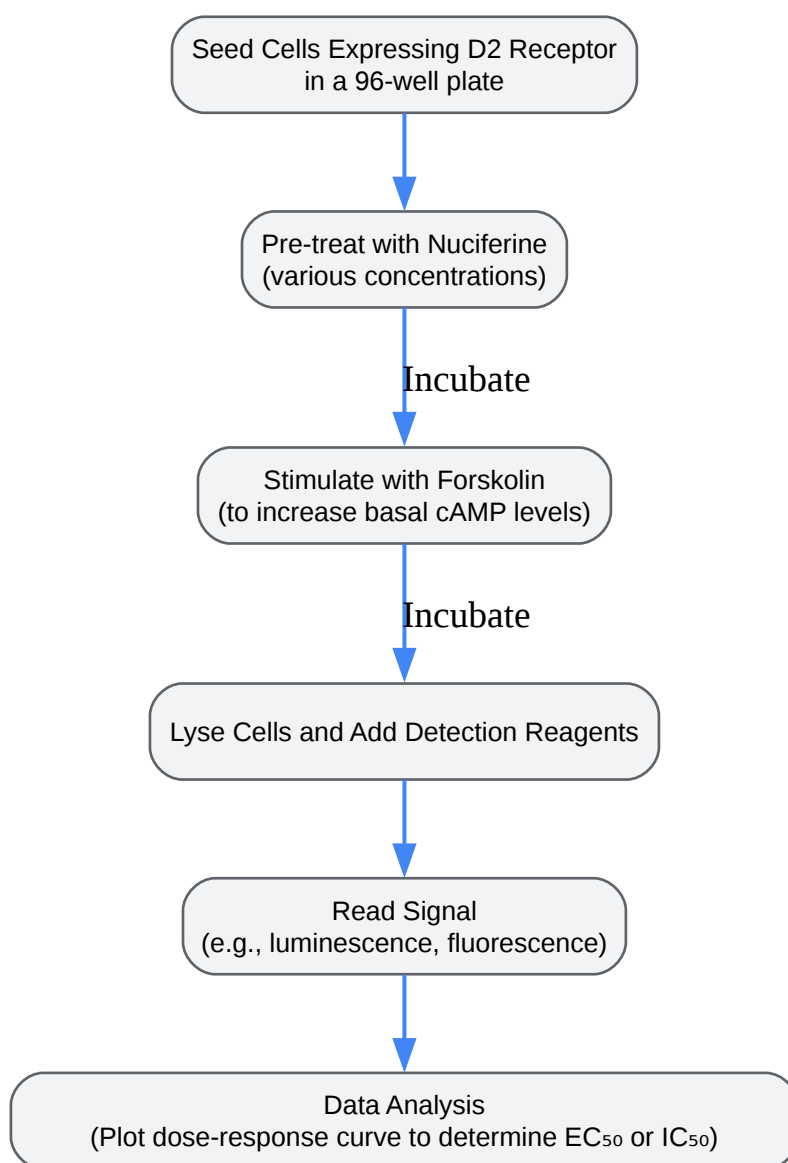 Seed Cells Expressing D2 Receptor
in a 96-well plate
Pre-treat with Nuciferine
(various concentrations)
Incubate
Stimulate with Forskolin
(to increase basal cAMP levels)
Incubate
Lyse Cells and Add Detection Reagents
Read Signal
(e.g., luminescence, fluorescence)
Data Analysis
(Plot dose-response curve to determine EC₅₀ or IC₅₀)